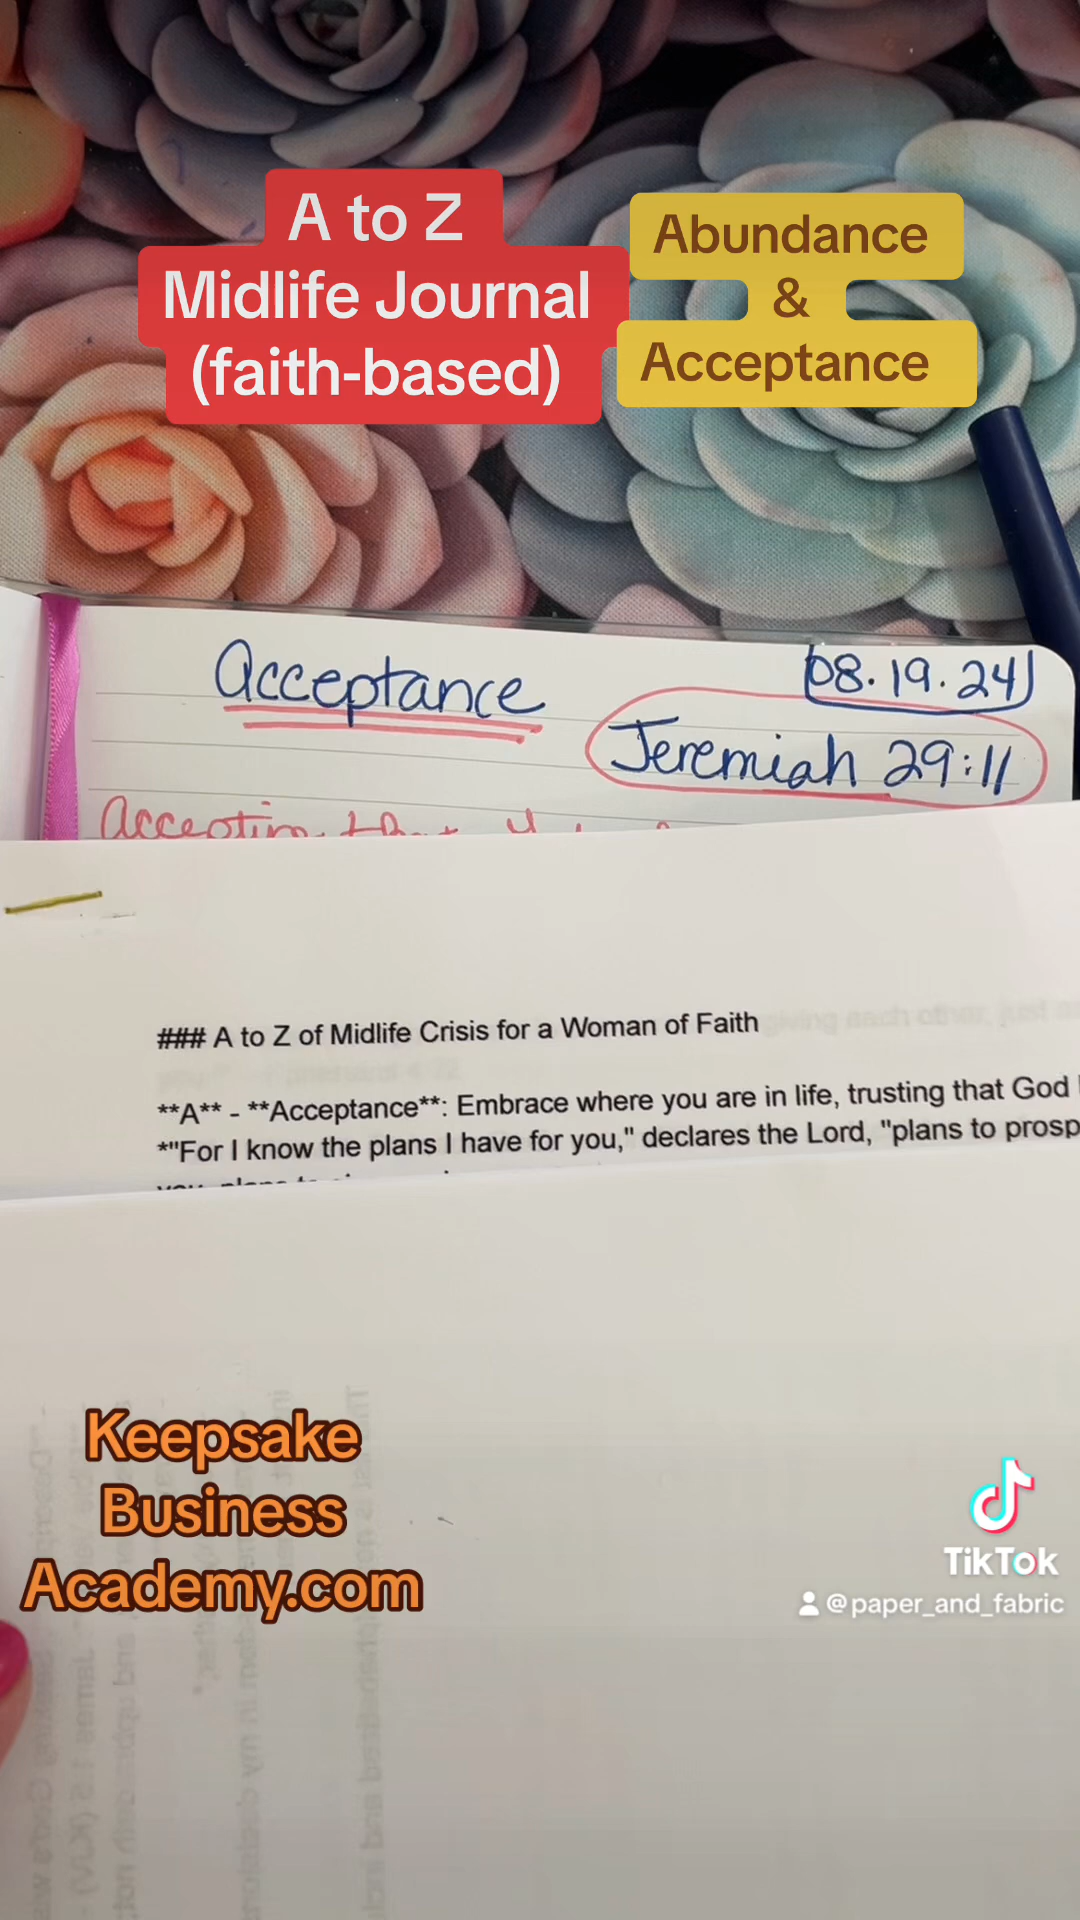 A to Z
Midlife Journal
(faith-based)
Abundance
&
Acceptance
Acceptance
08.19.24
Jeremiah 29:11
Accepting that
### A to Z of Midlife Crisis for a Woman of Faith
**A** - **Acceptance**: Embrace where you are in life, trusting that God
*"For I know the plans I have for you," declares the Lord, "plans to prosp
Keepsake
Business
Academy.com
TikTok
@paper_and_fabric